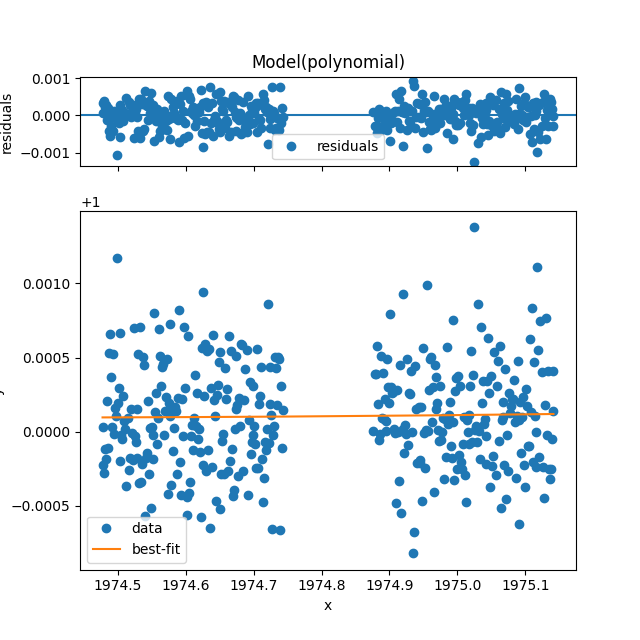 Model(polynomial)
0.001
0.000
−0.001
residuals
residuals
+1
0.0010
0.0005
0.0000
−0.0005
data
best-fit
1974.5
1974.6
1974.7
1974.8
1974.9
1975.0
1975.1
x